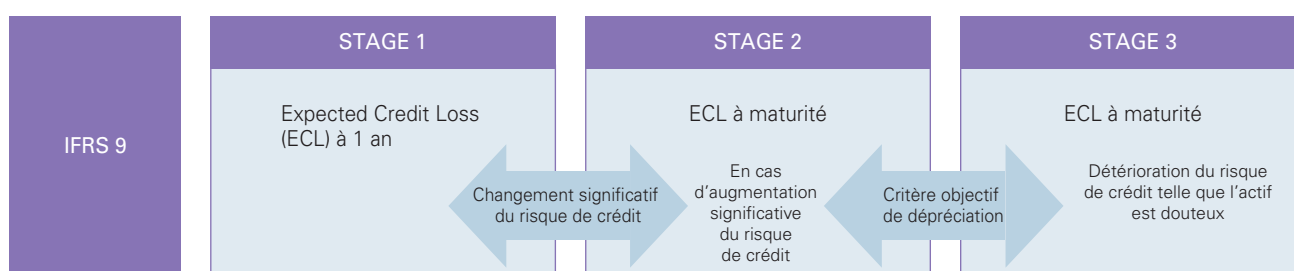 IFRS 9
STAGE 1
Expected Credit Loss
(ECL) à 1 an
Changement significatif
du risque de crédit
STAGE 2
ECL à maturité
En cas
d'augmentation
significative
du risque
de crédit
Critère objectif
de dépréciation
STAGE 3
ECL à maturité
Détérioration du risque
de crédit telle que l'actif
est douteux